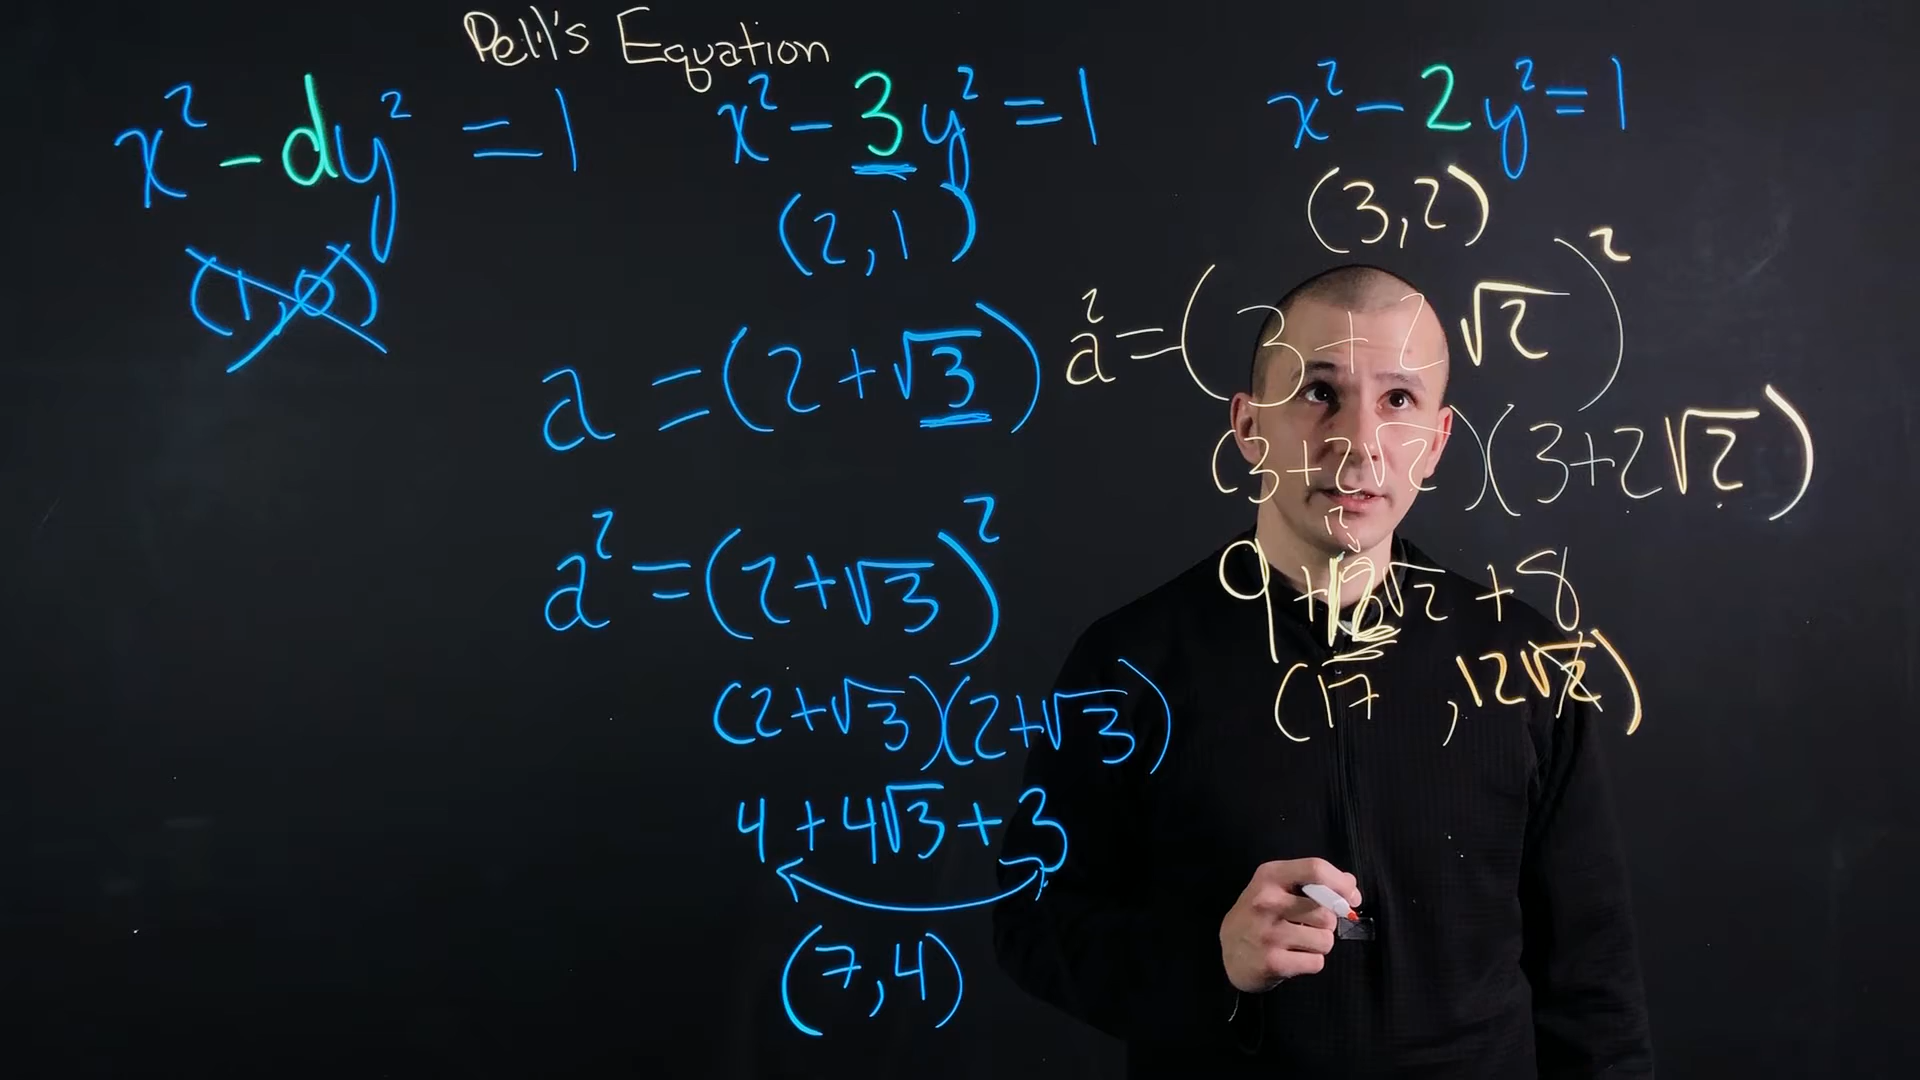 Pell's Equation
x² - dy² = 1
(1,0)
x² - 3y² = 1
(2,1)
a = (2+√3)
a² = (2+√3)²
(2+√3)(2+√3)
4+4√3+3
(7,4)
x² - 2y² = 1
(3,2)
a² = (3+2√2)²
(3+2√2)(3+2√2)
12
9+12√2+8
(17,12√2)